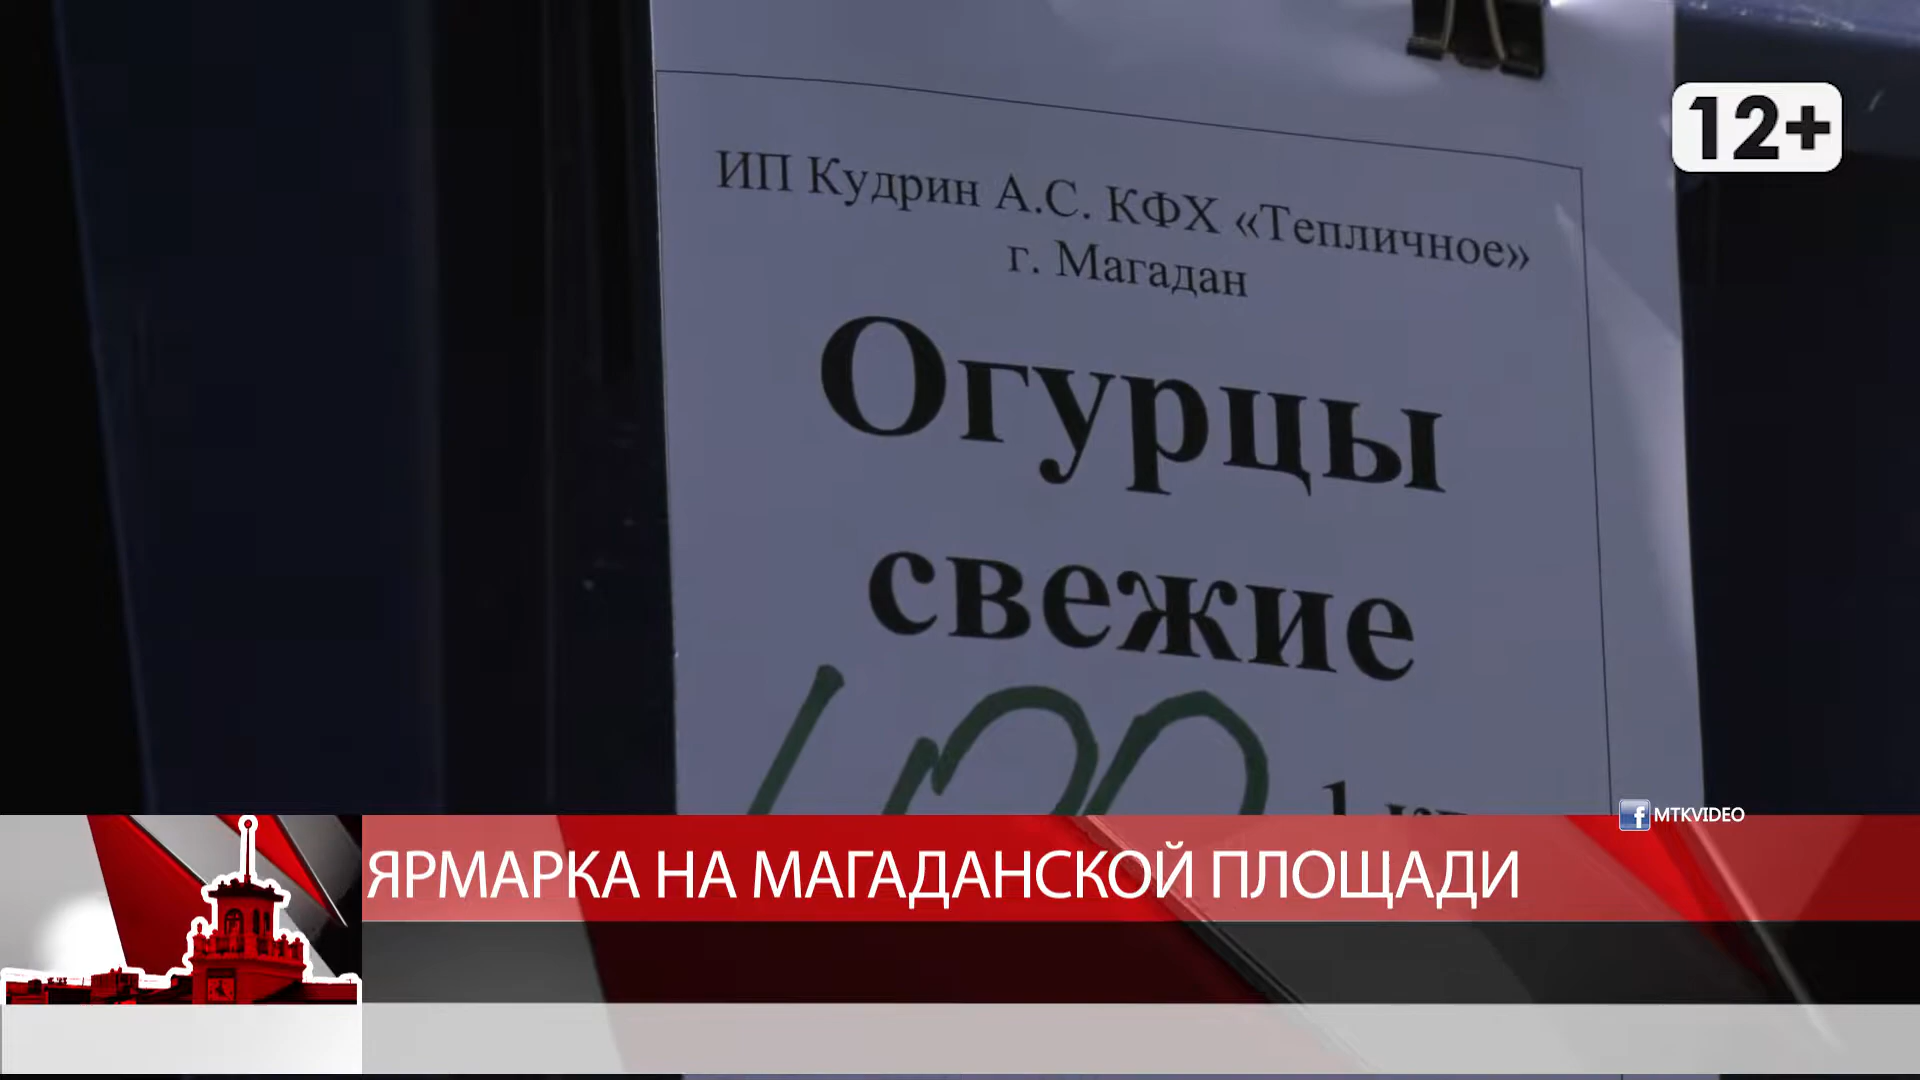 12+
ИП Кудрин А.С. КФХ «Тепличное»
г. Магадан
Огурцы
свежие
MTKVIDEO
ЯРМАРКА НА МАГАДАНСКОЙ ПЛОЩАДИ